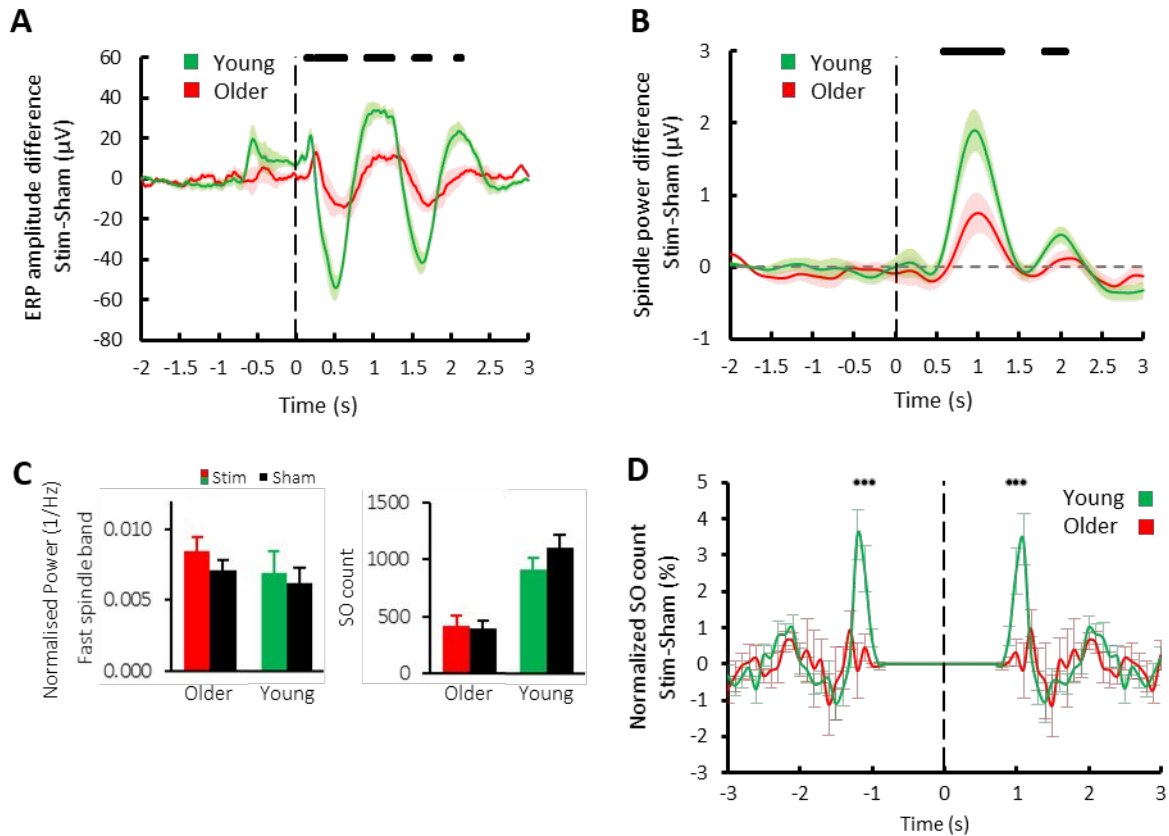 A
ERP amplitude difference
Stim-Sham (µV)
Young
Older
60
40
20
0
-20
-40
-60
-80
-2 -1.5 -1 -0.5 0 0.5 1 1.5 2 2.5 3
Time (s)
B
Spindle power difference
Stim-Sham (µV)
Young
Older
3
2
1
0
-1
-2 -1.5 -1 -0.5 0 0.5 1 1.5 2 2.5 3
Time (s)
C
Stim Sham
Normalised Power (1/Hz)
Fast spindle band
0.010
0.005
0.000
Older Young
SO count
1500
1000
500
0
Older Young
D
Normalized SO count
Stim-Sham (%)
Young
Older
5
4
3
2
1
0
-1
-2
-3
-3 -2 -1 0 1 2 3
Time (s)